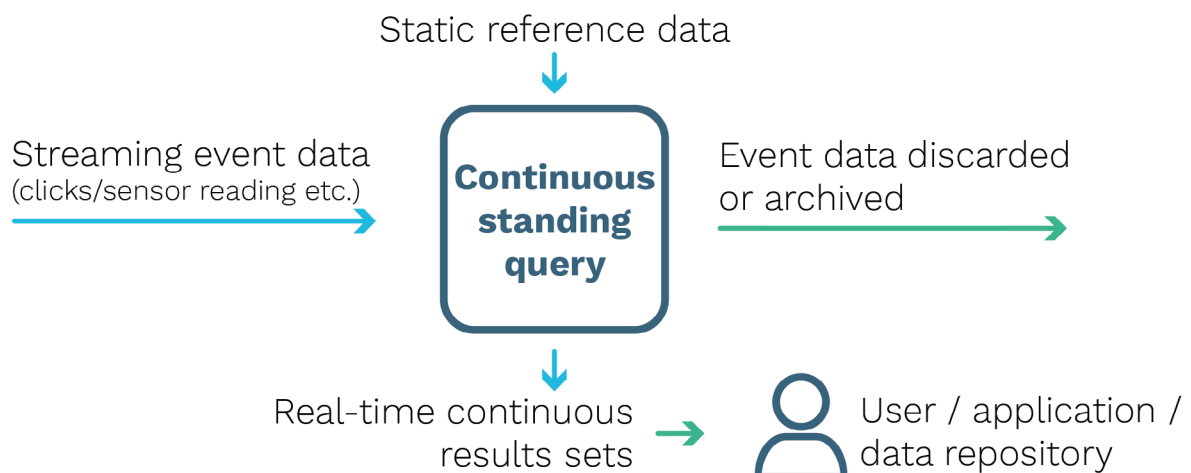 Static reference data
Streaming event data
(clicks/sensor reading etc.)
Continuous
standing
query
Event data discarded
or archived
Real-time continuous
results sets
User / application /
data repository